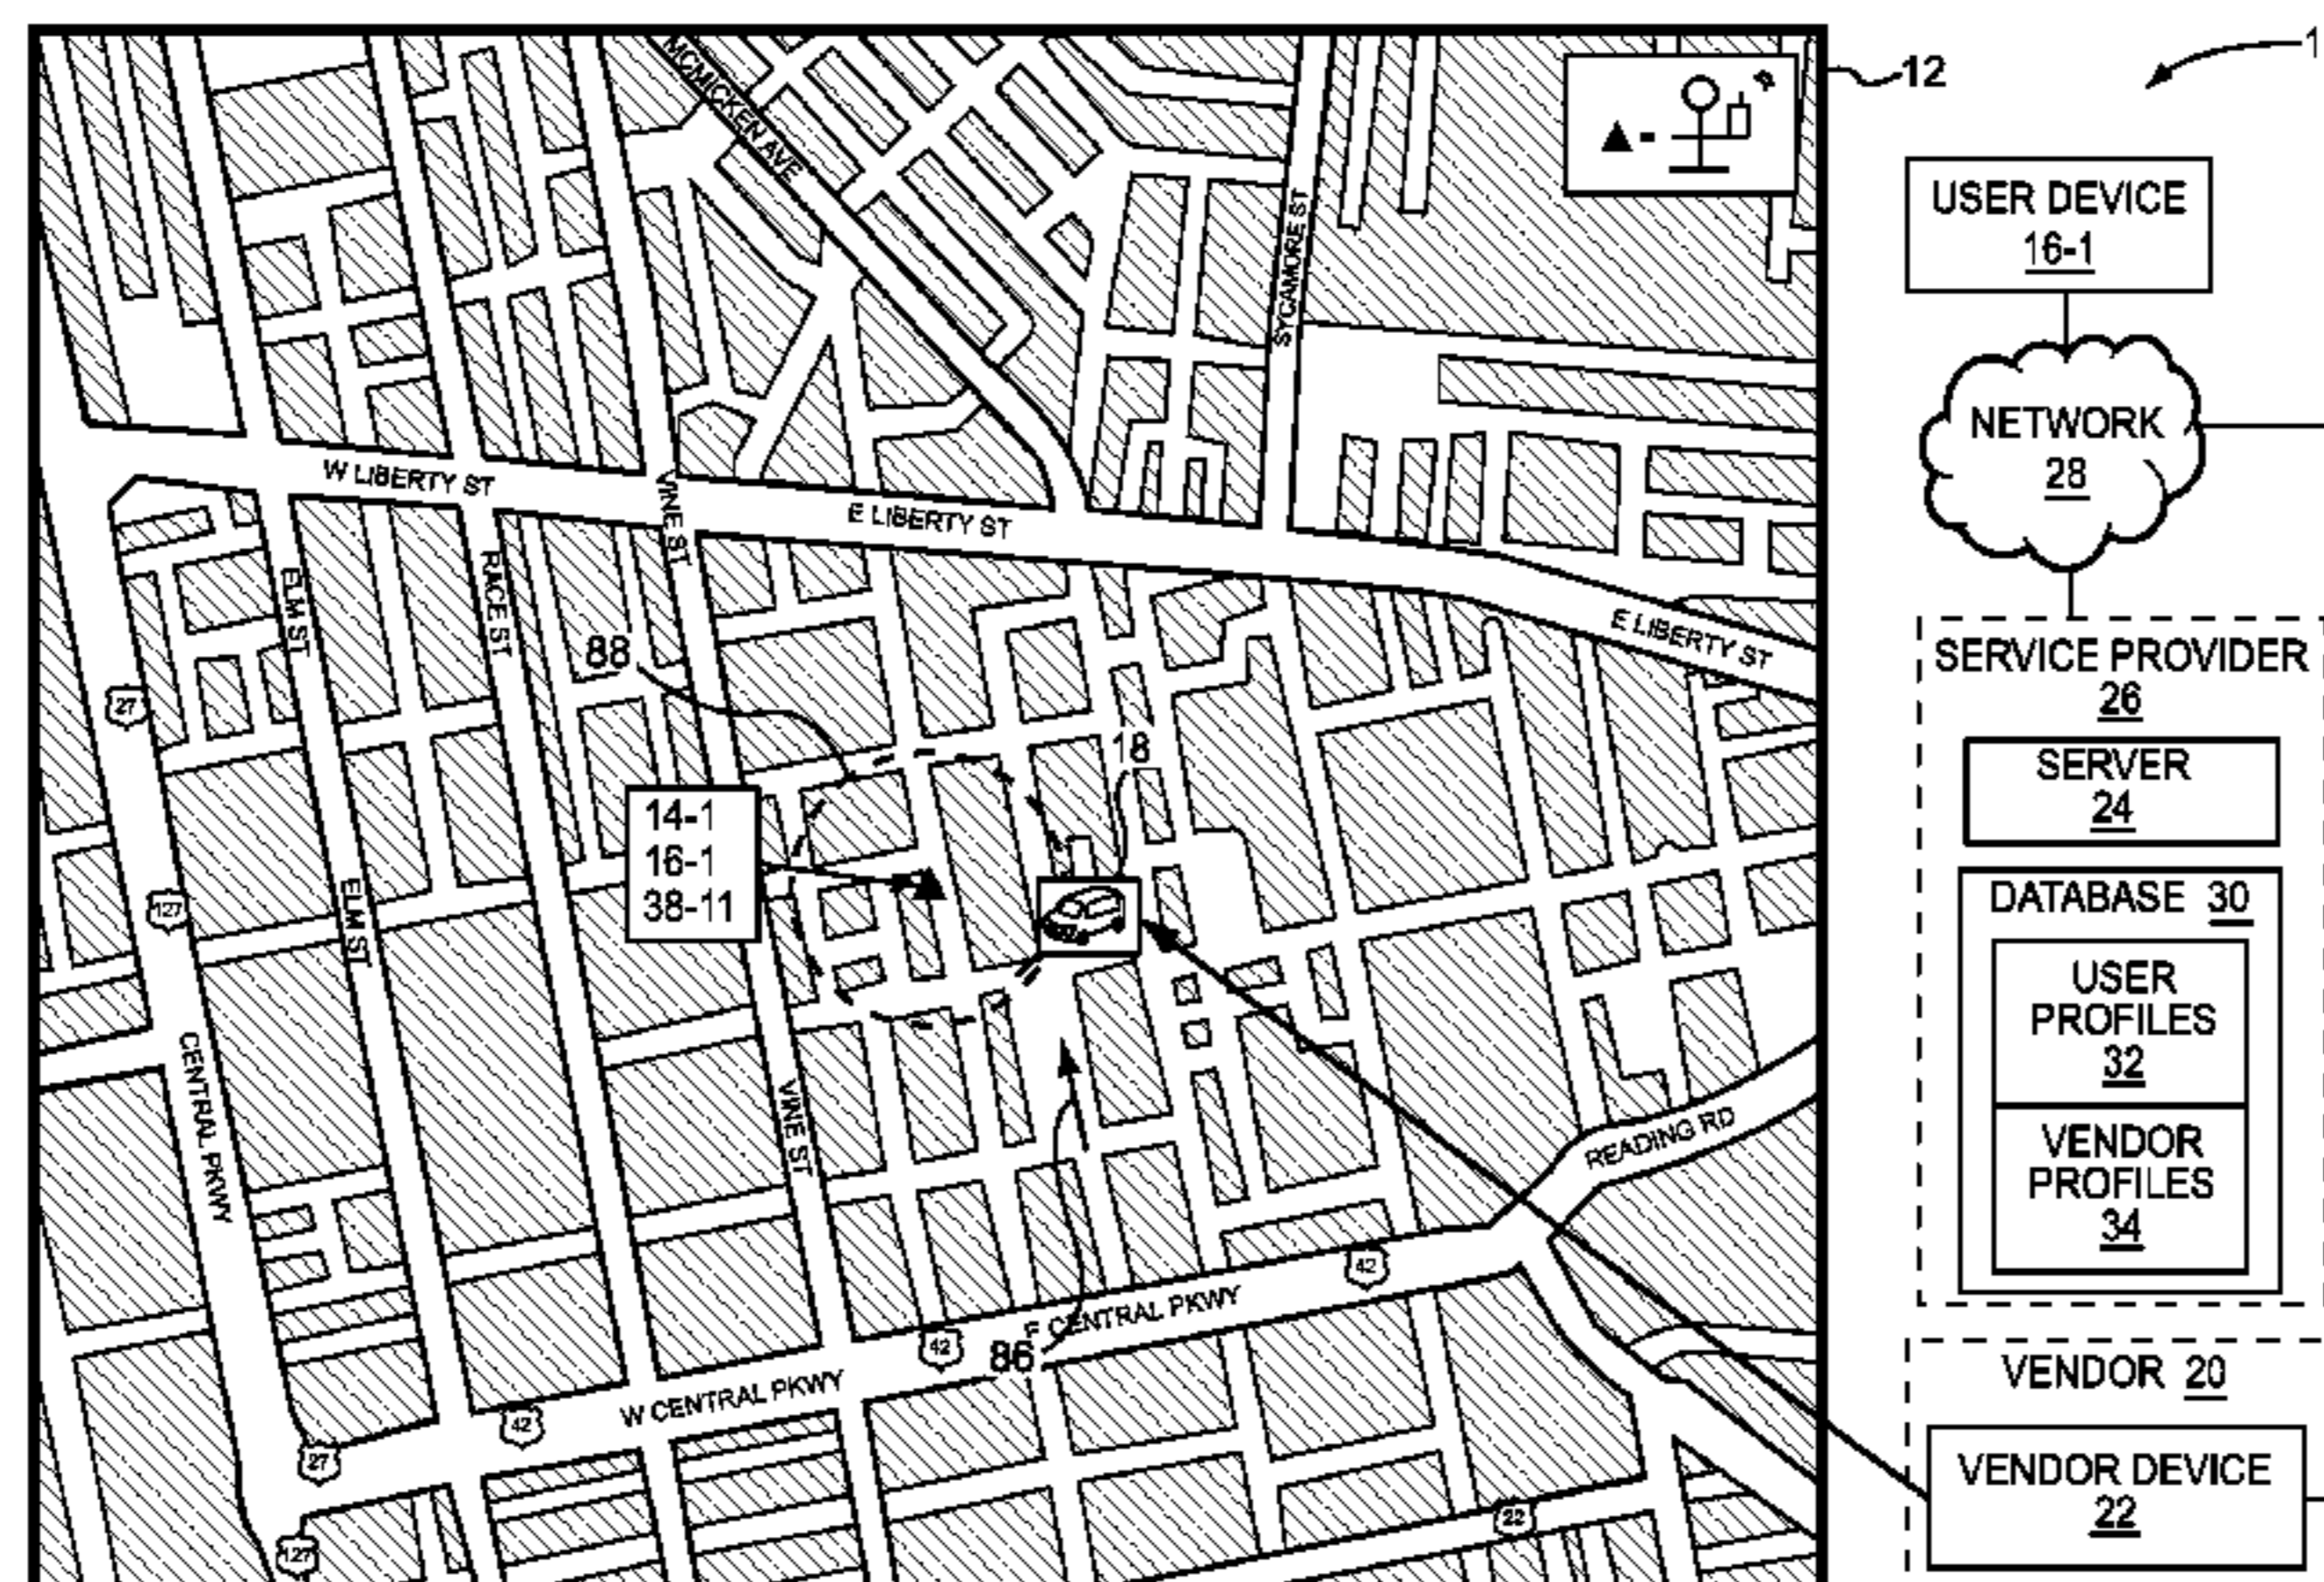 MCMICKEN AVE
SYCAMORE ST
W LIBERTY ST
VINE ST
E LIBERTY ST
E LIBERTY ST
ELM ST
RACE ST
88
18
27
14-1
16-1
38-11
127
ELM ST
CENTRAL PKWY
VINE ST
READING RD
42
E CENTRAL PKWY
42
86
W CENTRAL PKWY
42
27
22
127
12
1
USER DEVICE
16-1
NETWORK
28
SERVICE PROVIDER
26
SERVER
24
DATABASE 30
USER
PROFILES
32
VENDOR
PROFILES
34
VENDOR 20
VENDOR DEVICE
22